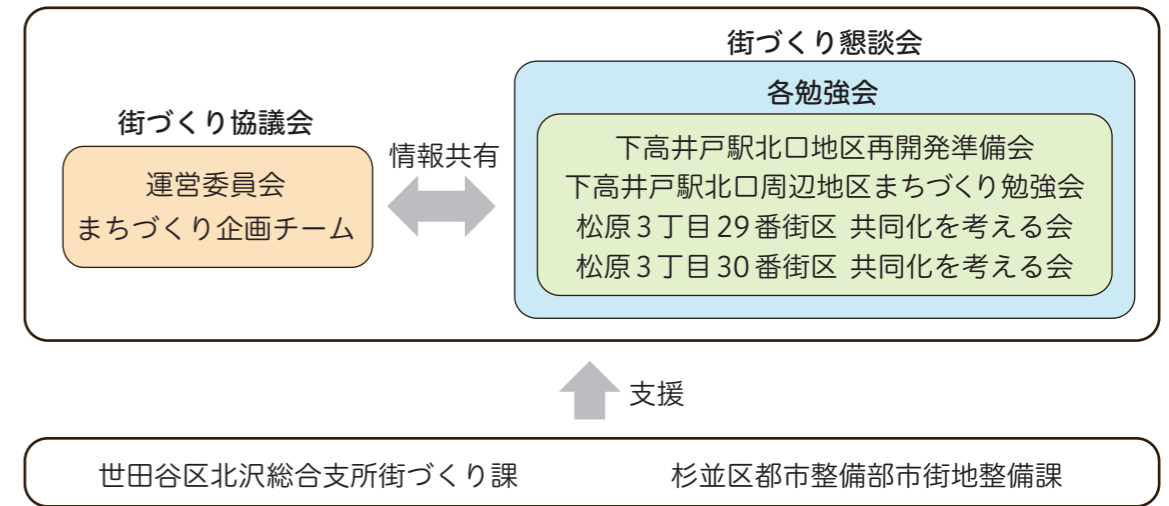 街づくり協議会
運営委員会
まちづくり企画チーム
情報共有
街づくり懇談会
各勉強会
下高井戸駅北口地区再開発準備会
下高井戸駅北口周辺地区まちづくり勉強会
松原3丁目29番街区 共同化を考える会
松原3丁目30番街区 共同化を考える会
支援
世田谷区北沢総合支所街づくり課
杉並区都市整備部市街地整備課